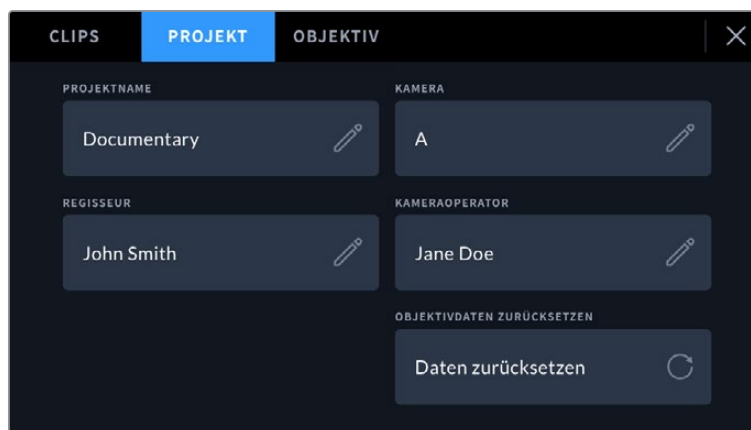 CLIPS PROJEKT OBJEKTIV
PROJEKTNAME KAMERA
Documentary A
REGISSEUR KAMERAOPERATOR
John Smith Jane Doe
OBJEKTIVDATEN ZURÜCKSETZEN
Daten zurücksetzen